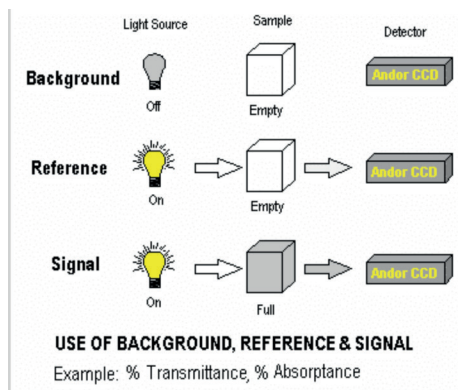 Light Source Sample Detector
Background Andor CCD
Off Empty
Reference Andor CCD
On Empty
Signal Andor CCD
On Full
USE OF BACKGROUND, REFERENCE & SIGNAL
Example: % Transmittance, % Absorptance